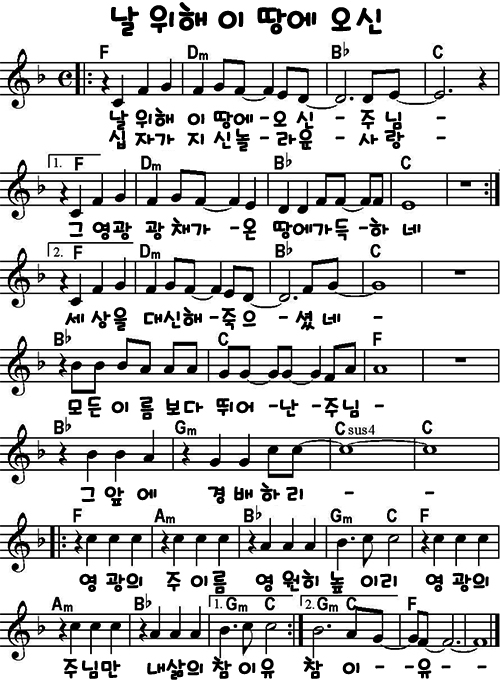 날 위해 이 땅에 오신
F Dm B♭ C
날 위해 이 땅에-오 신 - 주 님 -
십 자가 지 신놀-라유 - 사랑 -
1. F Dm B♭ C
그 영광 광 채가 -온 땅에가득-하 네
2. F Dm B♭ C
세 상을 대신해-죽으 - 셨 네 -
B♭ C F
모든 이 름 보다 뛰어 -난 -주님 -
B♭ Gm C sus4 C
그 앞 에 경 배 하 리 - - -
F Am B♭ Gm C F
영 광의 주 이름 영 원히 높 이리 영 광의
Am B♭ 1. Gm C 2. Gm C F
주님만 내삶의 참 이유 참 이 - -유- -